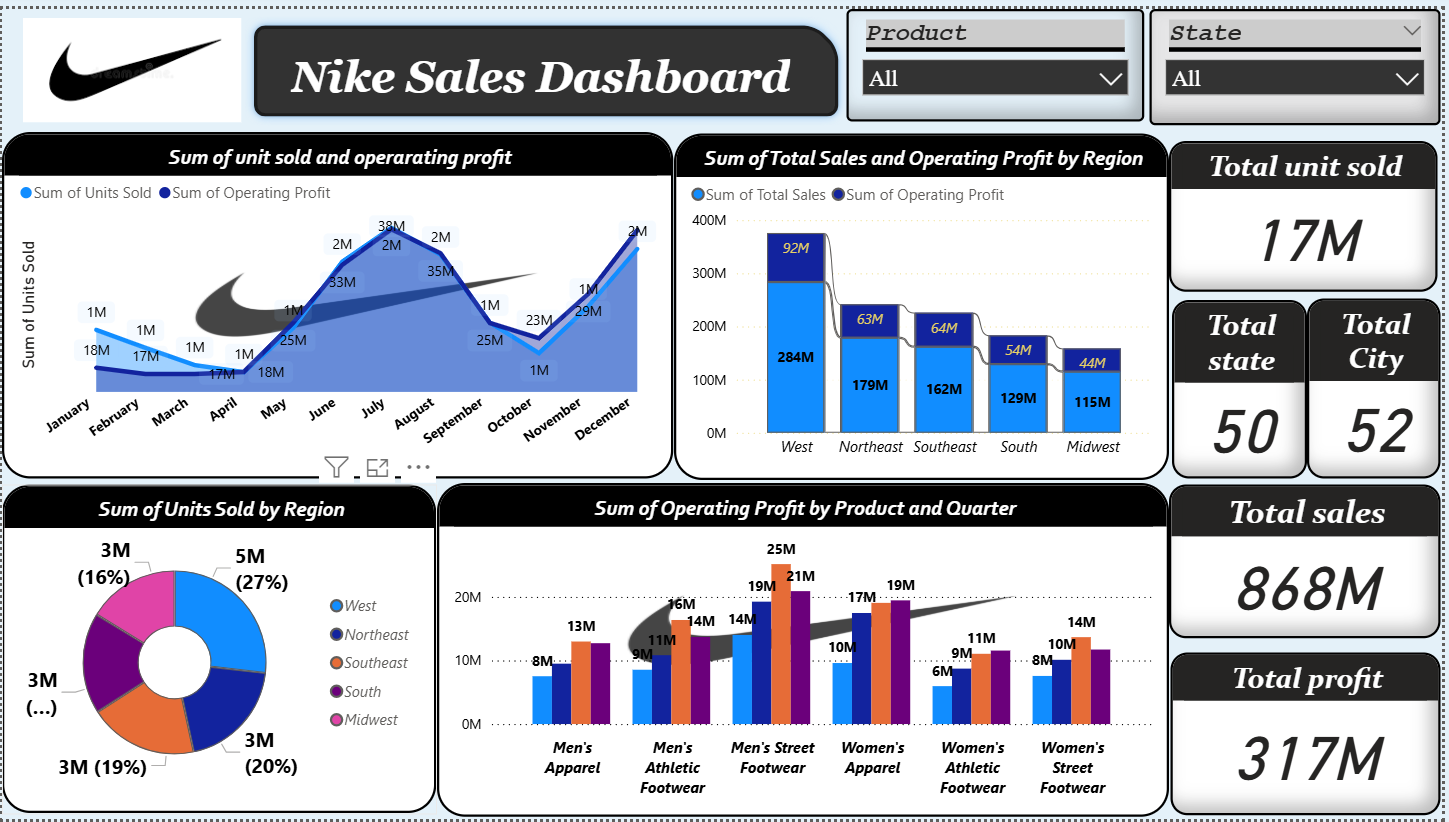 Nike Sales Dashboard
Product
All
State
All
Sum of unit sold and operarating profit
Sum of Units Sold
Sum of Operating Profit
Sum of Units Sold
1M
1M
1M
1M
1M
2M
38M
2M
2M
1M
23M
1M
2M
18M
17M
17M
18M
25M
33M
35M
25M
1M
29M
2M
January
February
March
April
May
June
July
August
September
October
November
December
Sum of Total Sales and Operating Profit by Region
Sum of Total Sales
Sum of Operating Profit
400M
300M
200M
100M
0M
92M
63M
64M
54M
44M
284M
179M
162M
129M
115M
West
Northeast
Southeast
South
Midwest
Total unit sold
17M
Total
state
50
Total
City
52
Sum of Units Sold by Region
3M
(16%)
5M
(27%)
3M
(...)
3M (19%)
3M
(20%)
West
Northeast
Southeast
South
Midwest
Sum of Operating Profit by Product and Quarter
20M
10M
0M
8M
13M
9M
11M
16M
14M
14M
19M
25M
21M
10M
17M
19M
6M
9M
11M
8M
10M
14M
Men's
Apparel
Men's
Athletic
Footwear
Men's Street
Footwear
Women's
Apparel
Women's
Athletic
Footwear
Women's
Street
Footwear
Total sales
868M
Total profit
317M